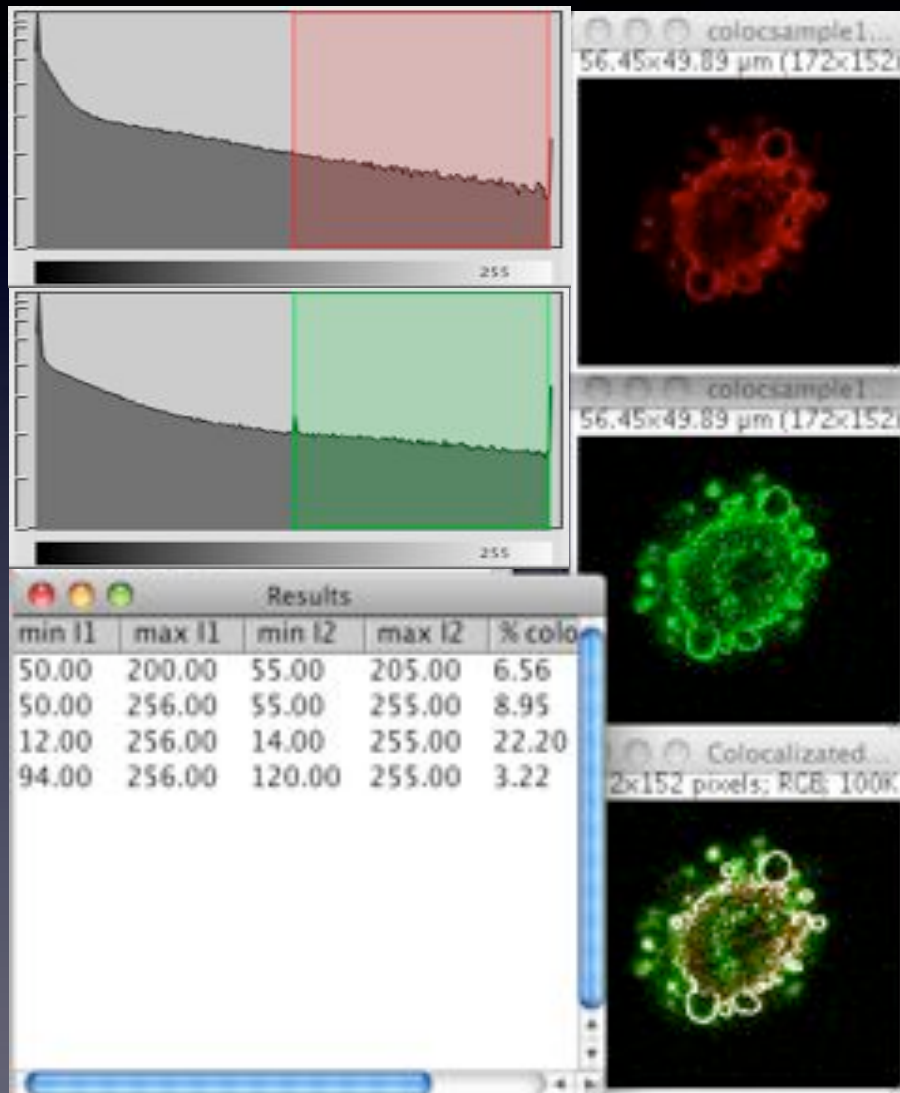 255
255
colocsample1...
56.45x49.89 µm (172x152)
colocsample1...
56.45x49.89 µm (172x152)
Results
min I1 max I1 min I2 max I2 % colo
50.00 200.00 55.00 205.00 6.56
50.00 256.00 55.00 255.00 8.95
12.00 256.00 14.00 255.00 22.20
94.00 256.00 120.00 255.00 3.22
Colocalizated...
2x152 pixels; RGB; 100K